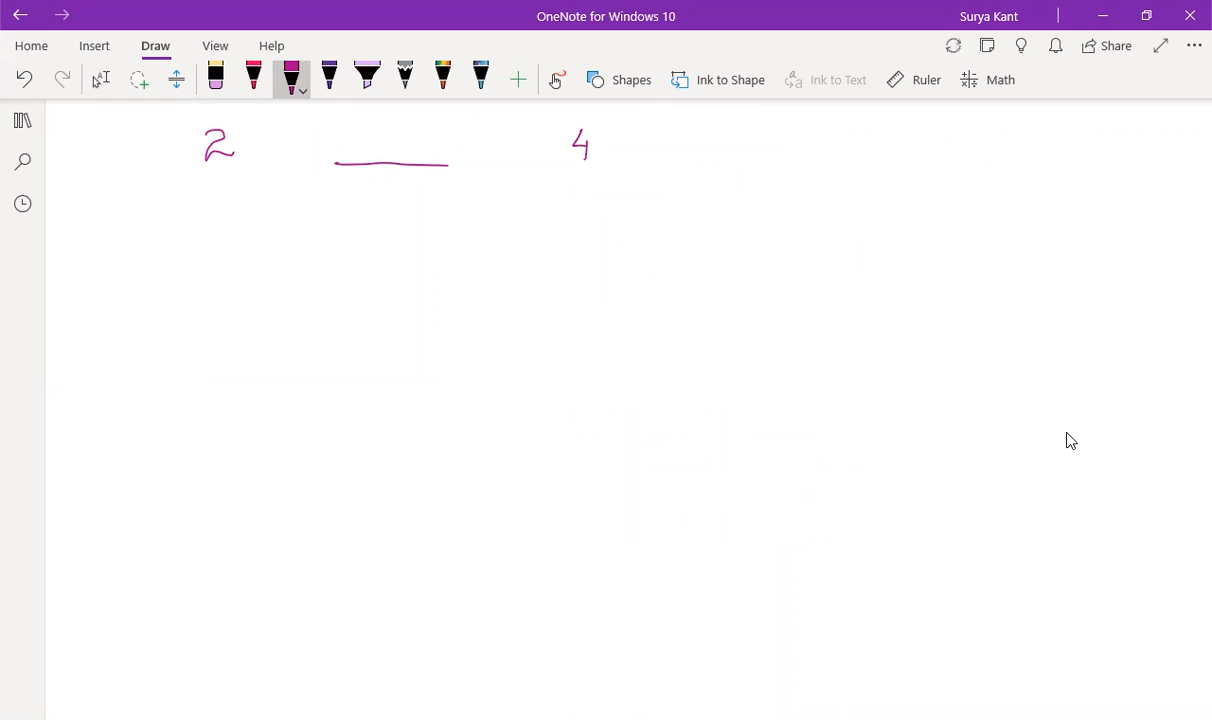 OneNote for Windows 10 Surya Kant
Home Insert Draw View Help Share
Shapes Ink to Shape Ink to Text Ruler Math
2 ____ 4